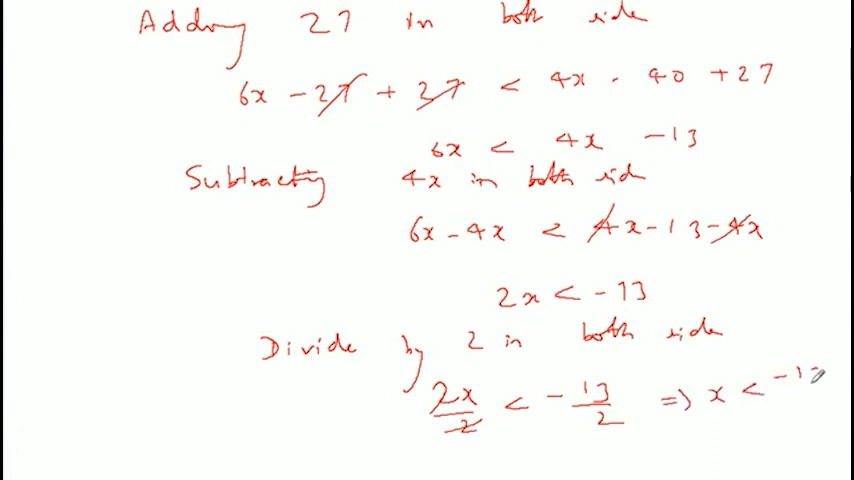 Adding 27 in both side
6x - 27 + 27 < 4x - 40 + 27
6x < 4x - 13
Subtracting 4x in both side
6x - 4x < 4x - 13 - 4x
2x < - 13
Divide by 2 in both side
2x/2 < - 13/2 => x < -1